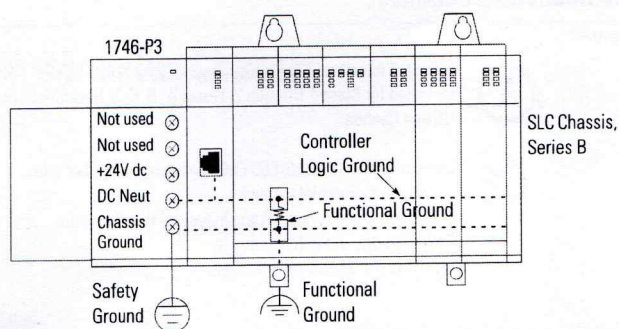 1746-P3
Not used
Not used
+24V dc
DC Neut
Chassis
Ground
Controller
Logic Ground
Functional Ground
SLC Chassis,
Series B
Safety
Ground
Functional
Ground